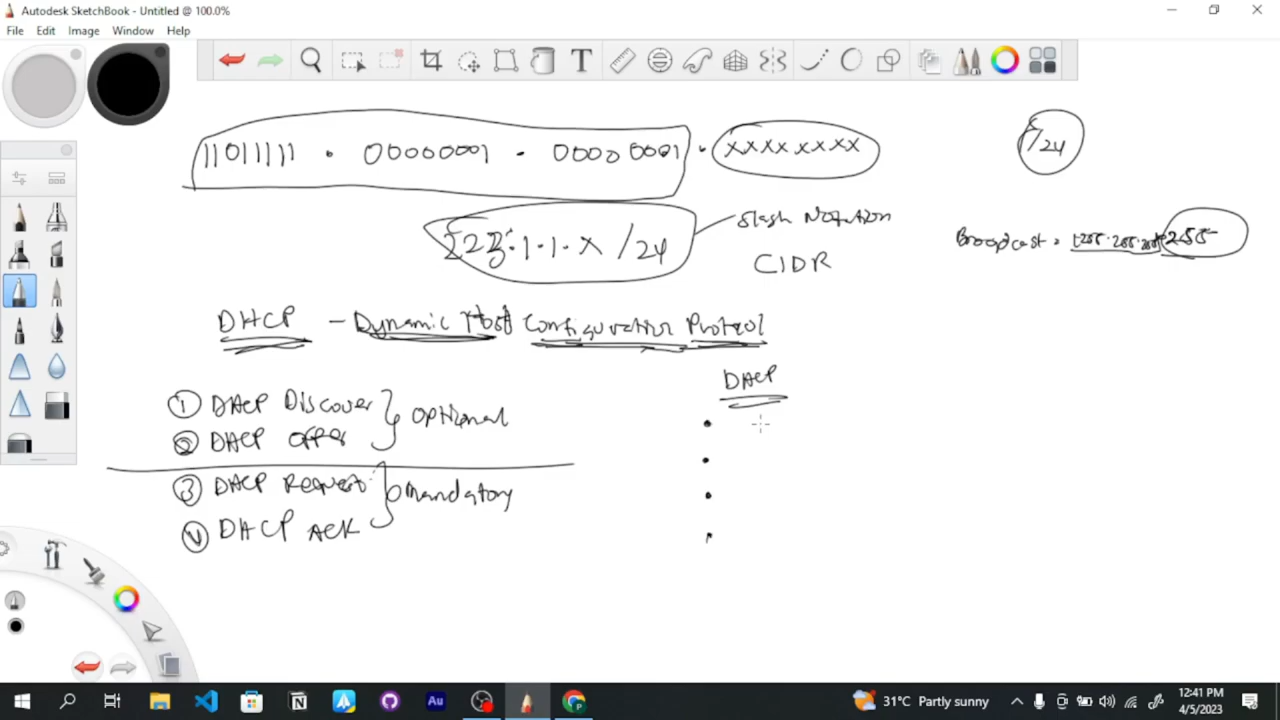 Autodesk SketchBook - Untitled @ 100.0%
File Edit Image Window Help
T
11011111 . 00000001 . 00000001 . xxxxxxxx
/24
223.1.1.x /24
Slash Notation
CIDR
Broadcast = 255.255.255.255
DHCP - Dynamic Host Configuration Protocol
DHCP
① DHCP Discover } Optional
② DHCP Offer
③ DHCP Request } Mandatory
④ DHCP ACK
N
Au
31°C Partly sunny
12:41 PM
4/5/2023